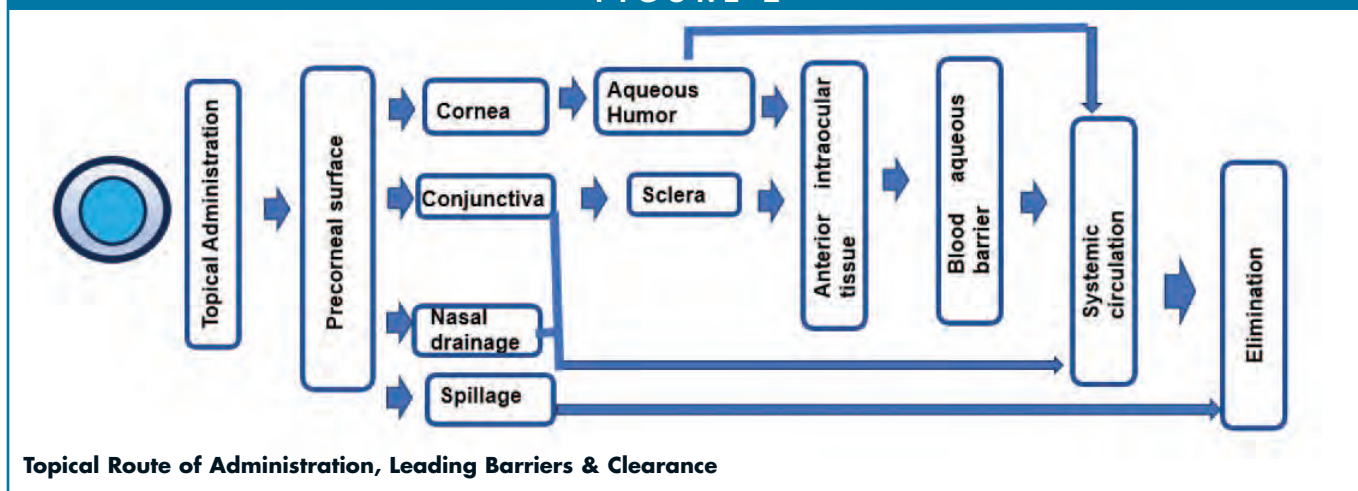 Topical Administration
Precorneal surface
Cornea
Aqueous
Humor
Conjunctiva
Sclera
Nasal
drainage
Spillage
Anterior intraocular
tissue
Blood aqueous
barrier
Systemic
circulation
Elimination
Topical Route of Administration, Leading Barriers & Clearance